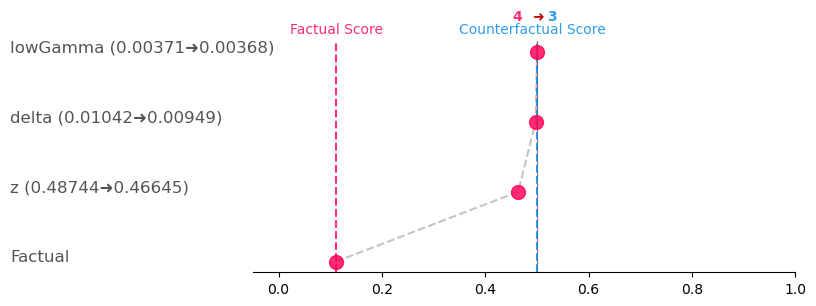 4 ➜ 3
Factual Score
Counterfactual Score
lowGamma (0.00371➜0.00368)
delta (0.01042➜0.00949)
z (0.48744➜0.46645)
Factual
0.0 0.2 0.4 0.6 0.8 1.0